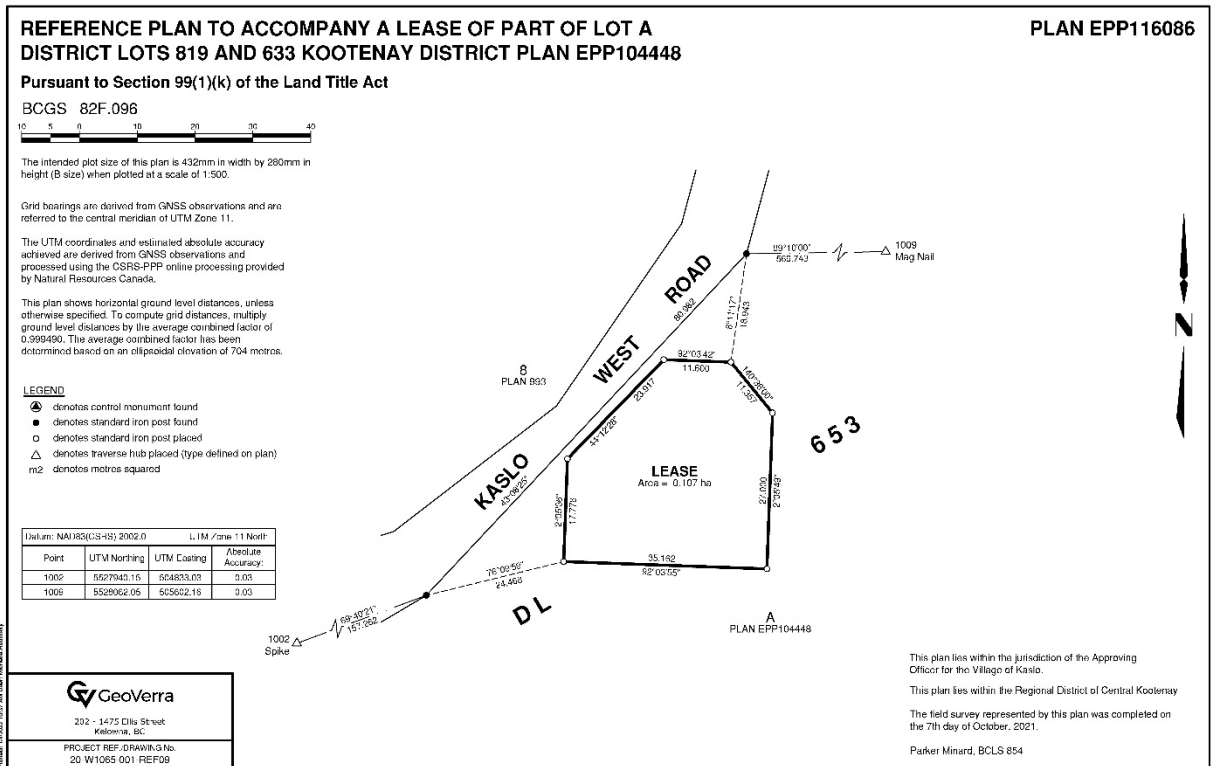 REFERENCE PLAN TO ACCOMPANY A LEASE OF PART OF LOT A
DISTRICT LOTS 819 AND 633 KOOTENAY DISTRICT PLAN EPP104448
PLAN EPP116086
Pursuant to Section 99(1)(k) of the Land Title Act
BCGS 82F.096
10 5 0 10 20 30 40
The intended plot size of this plan is 432mm in width by 280mm in
height (B size) when plotted at a scale of 1:500.
Grid bearings are derived from GNSS observations and are
referred to the central meridian of UTM Zone 11.
The UTM coordinates and estimated absolute accuracy
achieved are derived from GNSS observations and
processed using the CSRS-PPP online processing provided
by Natural Resources Canada.
This plan shows horizontal ground level distances, unless
otherwise specified. To compute grid distances, multiply
ground level distances by the average combined factor of
0.999490. The average combined factor has been
determined based on an ellipsoidal elevation of 704 metres.
LEGEND
denotes control monument found
denotes standard iron post found
denotes standard iron post placed
denotes traverse hub placed (type defined on plan)
m2 denotes metres squared
Datum: NAD83(CSRS) 2002.0 UTM Zone 11 North
Point UTM Northing UTM Easting Absolute Accuracy:
1002 5527940.15 504833.03 0.03
1009 5528062.05 505602.16 0.03
KASLO WEST ROAD
80.082
43°08'25"
89°10'00"
1009
Mag Nail
8°11'17"
18.943
8
PLAN 993
92°03'42"
11.600
140°36'00"
11.357
23.917
44°12'28"
LEASE
Area = 0.107 ha
653
27.000
17.776
35.162
92°03'55"
24.468
DL
69°40'21"
157.262
1002
Spike
A
PLAN EPP104448
N
GeoVerra
202 - 1475 Ellis Street
Kelowna, BC
PROJECT REF./DRAWING No.
20-W1065-001-REF09
This plan lies within the jurisdiction of the Approving
Officer for the Village of Kaslo.
This plan lies within the Regional District of Central Kootenay
The field survey represented by this plan was completed on
the 7th day of October, 2021.
Parker Minard, BCLS 854